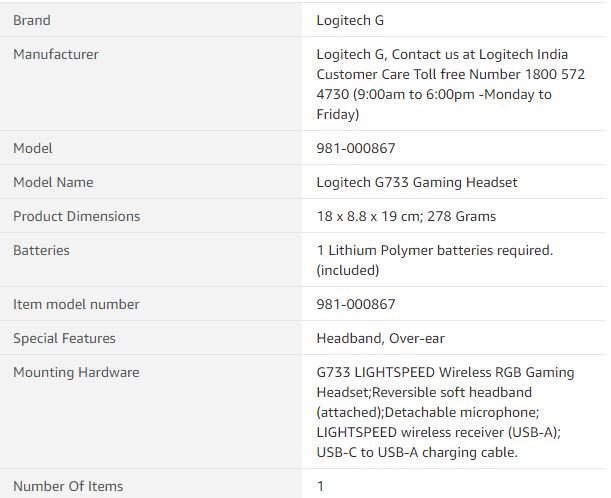 Brand Logitech G
Manufacturer Logitech G, Contact us at Logitech India
Customer Care Toll free Number 1800 572
4730 (9:00am to 6:00pm -Monday to
Friday)
Model 981-000867
Model Name Logitech G733 Gaming Headset
Product Dimensions 18 x 8.8 x 19 cm; 278 Grams
Batteries 1 Lithium Polymer batteries required.
(included)
Item model number 981-000867
Special Features Headband, Over-ear
Mounting Hardware G733 LIGHTSPEED Wireless RGB Gaming
Headset;Reversible soft headband
(attached);Detachable microphone;
LIGHTSPEED wireless receiver (USB-A);
USB-C to USB-A charging cable.
Number Of Items 1